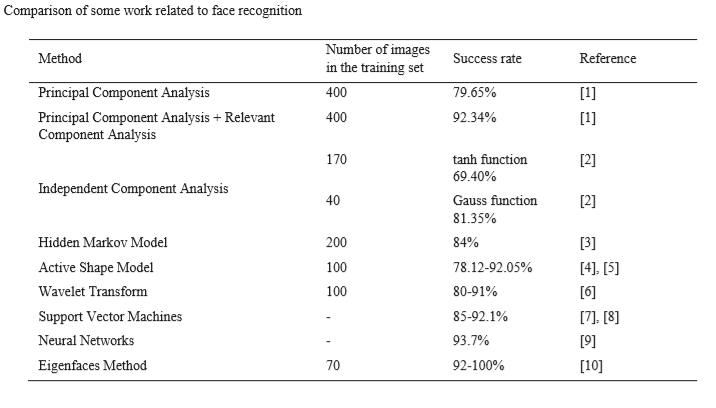 Comparison of some work related to face recognition
Method Number of images in the training set Success rate Reference
Principal Component Analysis 400 79.65% [1]
Principal Component Analysis + Relevant Component Analysis 400 92.34% [1]
Independent Component Analysis 170 tanh function 69.40% [2]
40 Gauss function 81.35% [2]
Hidden Markov Model 200 84% [3]
Active Shape Model 100 78.12-92.05% [4], [5]
Wavelet Transform 100 80-91% [6]
Support Vector Machines - 85-92.1% [7], [8]
Neural Networks - 93.7% [9]
Eigenfaces Method 70 92-100% [10]